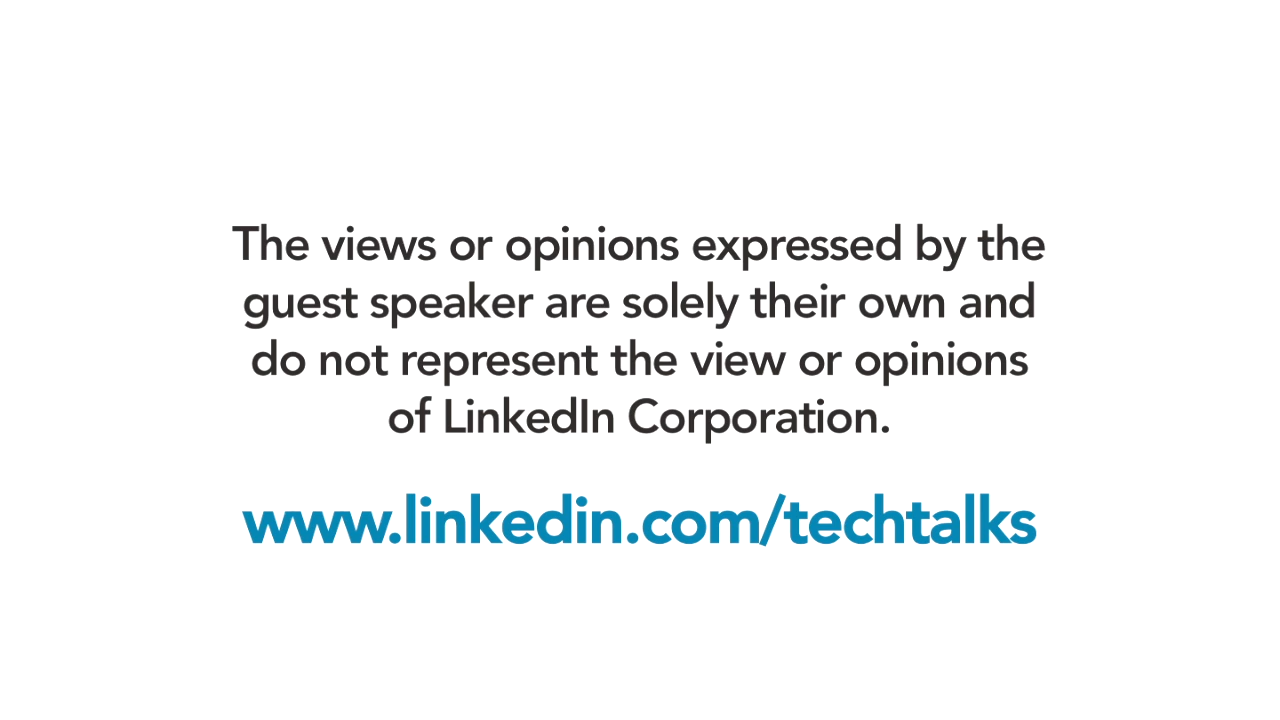 The views or opinions expressed by the
guest speaker are solely their own and
do not represent the view or opinions
of LinkedIn Corporation.
www.linkedin.com/techtalks